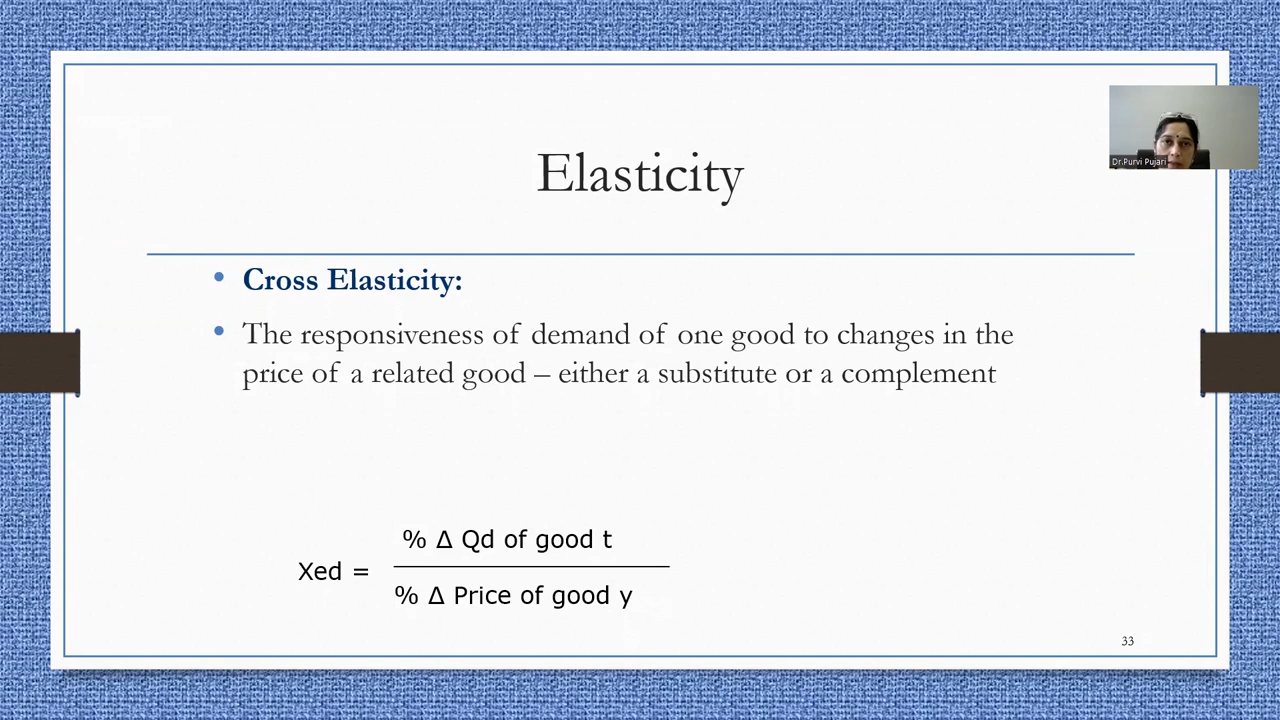 Dr.Purvi Pujari
Elasticity
• Cross Elasticity:
• The responsiveness of demand of one good to changes in the
price of a related good – either a substitute or a complement
% Δ Qd of good t
Xed =
% Δ Price of good y
33